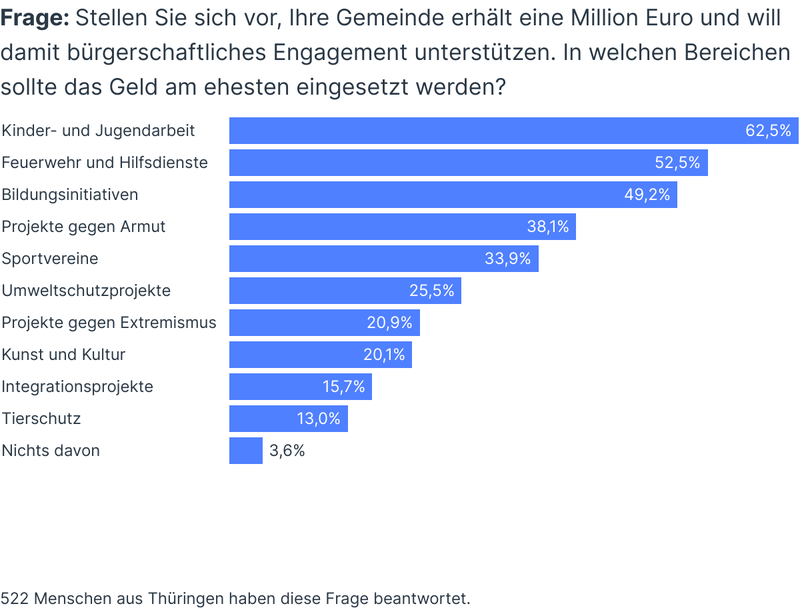 Frage: Stellen Sie sich vor, Ihre Gemeinde erhält eine Million Euro und will
damit bürgerschaftliches Engagement unterstützen. In welchen Bereichen
sollte das Geld am ehesten eingesetzt werden?
Kinder- und Jugendarbeit 62,5%
Feuerwehr und Hilfsdienste 52,5%
Bildungsinitiativen 49,2%
Projekte gegen Armut 38,1%
Sportvereine 33,9%
Umweltschutzprojekte 25,5%
Projekte gegen Extremismus 20,9%
Kunst und Kultur 20,1%
Integrationsprojekte 15,7%
Tierschutz 13,0%
Nichts davon 3,6%
522 Menschen aus Thüringen haben diese Frage beantwortet.